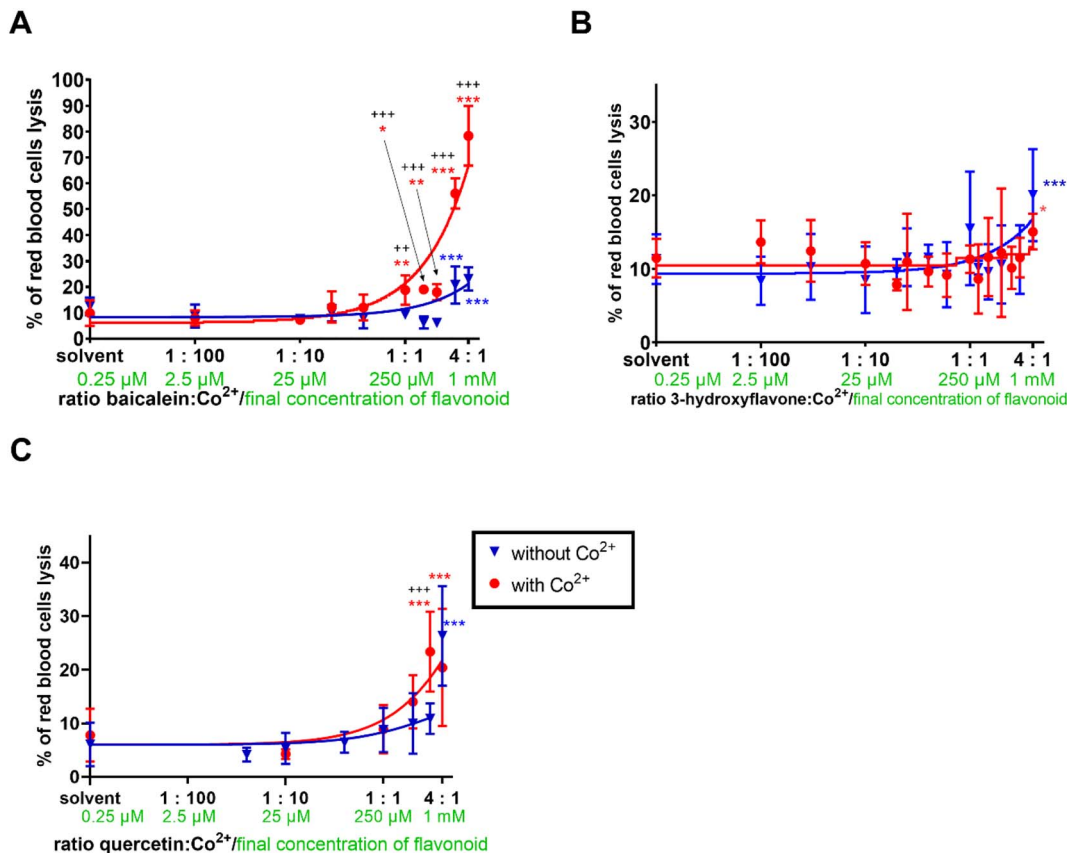 A
% of red blood cells lysis
100
90
80
70
60
50
40
30
20
10
0
+++
*
+++
**
++
**
+++
***
+++
***
***
***
solvent 1 : 100 1 : 10 1 : 1 4 : 1
0.25 µM 2.5 µM 25 µM 250 µM 1 mM
ratio baicalein:Co²⁺/final concentration of flavonoid
B
% of red blood cells lysis
30
20
10
0
***
*
solvent 1 : 100 1 : 10 1 : 1 4 : 1
0.25 µM 2.5 µM 25 µM 250 µM 1 mM
ratio 3-hydroxyflavone:Co²⁺/final concentration of flavonoid
C
% of red blood cells lysis
40
30
20
10
0
***
+++
***
***
solvent 1 : 100 1 : 10 1 : 1 4 : 1
0.25 µM 2.5 µM 25 µM 250 µM 1 mM
ratio quercetin:Co²⁺/final concentration of flavonoid
without Co²⁺
with Co²⁺